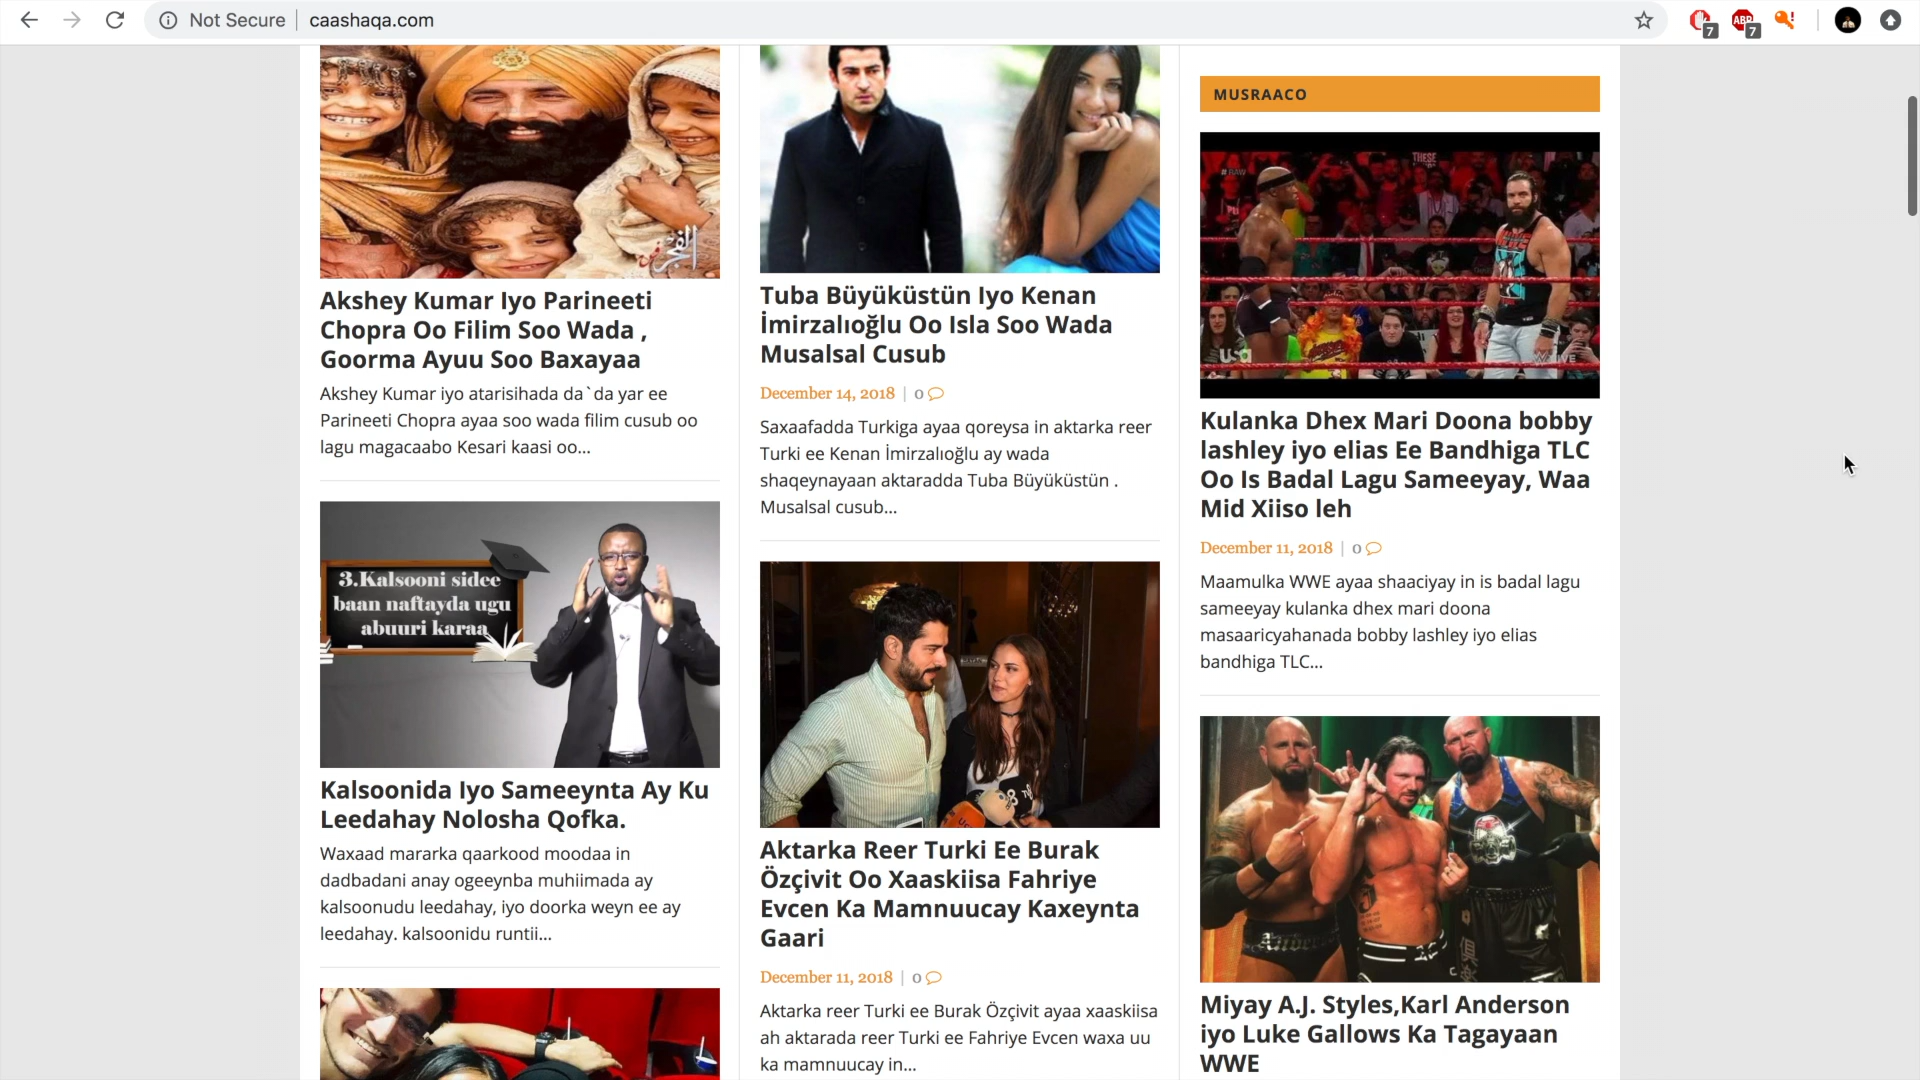 Not Secure
caashaqa.com
7
ABP
7
Akshey Kumar Iyo Parineeti
Chopra Oo Filim Soo Wada ,
Goorma Ayuu Soo Baxayaa
Akshey Kumar iyo atarisihada da`da yar ee
Parineeti Chopra ayaa soo wada filim cusub oo
lagu magacaabo Kesari kaasi oo...
3.Kalsooni sidee
baan naftayda ugu
abuuri karaa
Kalsoonida Iyo Sameeynta Ay Ku
Leedahay Nolosha Qofka.
Waxaad mararka qaarkood moodaa in
dadbadani anay ogeeynba muhiimada ay
kalsoonudu leedahay, iyo doorka weyn ee ay
leedahay. kalsoonidu runtii...
Tuba Büyüküstün Iyo Kenan
İmirzalıoğlu Oo Isla Soo Wada
Musalsal Cusub
December 14, 2018 | 0
Saxaafadda Turkiga ayaa qoreysa in aktarka reer
Turki ee Kenan İmirzalıoğlu ay wada
shaqeynayaan aktaradda Tuba Büyüküstün .
Musalsal cusub...
Aktarka Reer Turki Ee Burak
Özçivit Oo Xaaskiisa Fahriye
Evcen Ka Mamnuucay Kaxeynta
Gaari
December 11, 2018 | 0
Aktarka reer Turki ee Burak Özçivit ayaa xaaskiisa
ah aktarada reer Turki ee Fahriye Evcen waxa uu
ka mamnuucay in...
MUSRAACO
THESE
#RAW
usa
LIVE
Kulanka Dhex Mari Doona bobby
lashley iyo elias Ee Bandhiga TLC
Oo Is Badal Lagu Sameeyay, Waa
Mid Xiiso leh
December 11, 2018 | 0
Maamulka WWE ayaa shaaciyay in is badal lagu
sameeyay kulanka dhex mari doona
masaaricyahanada bobby lashley iyo elias
bandhiga TLC...
Miyay A.J. Styles,Karl Anderson
iyo Luke Gallows Ka Tagayaan
WWE